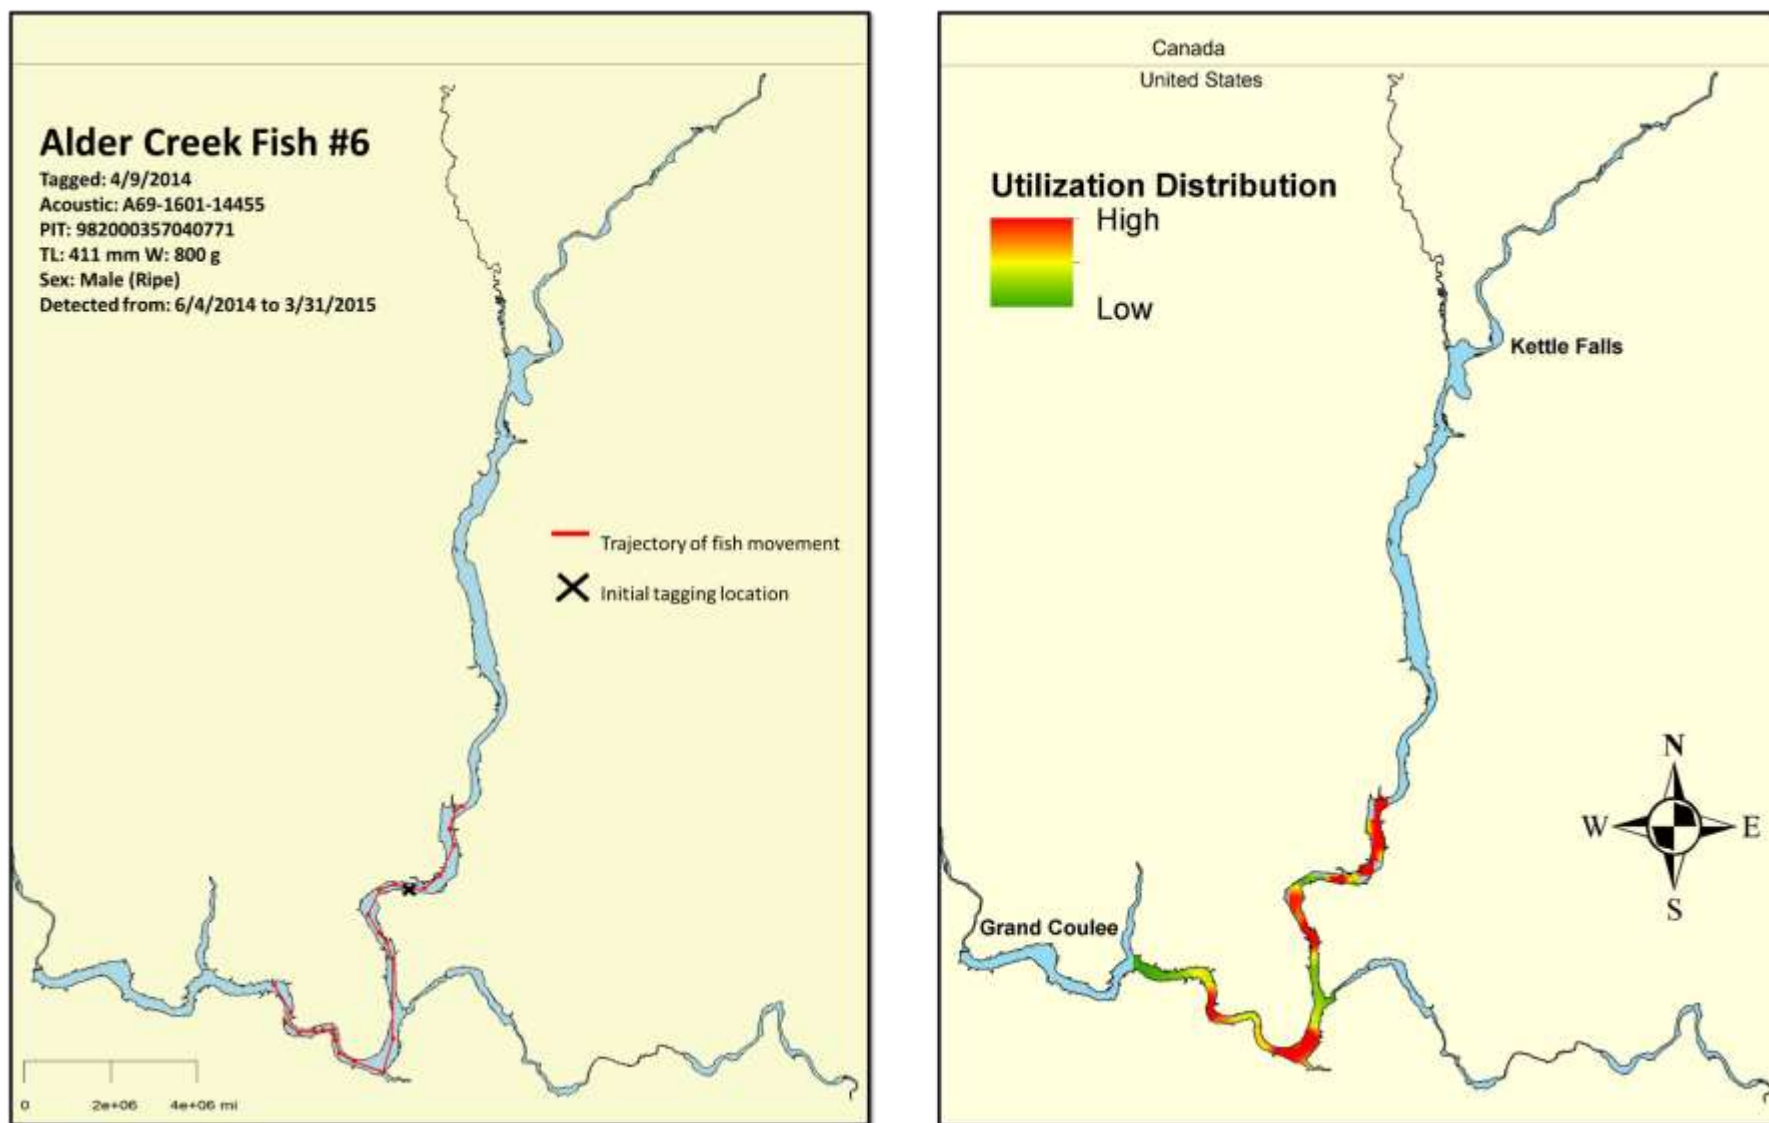 Alder Creek Fish #6
Tagged: 4/9/2014
Acoustic: A69-1601-14455
PIT: 982000357040771
TL: 411 mm W: 800 g
Sex: Male (Ripe)
Detected from: 6/4/2014 to 3/31/2015
Trajectory of fish movement
Initial tagging location
0 2e+06 4e+06 mi
Canada
United States
Utilization Distribution
High
Low
Kettle Falls
Grand Coulee
N
W E
S